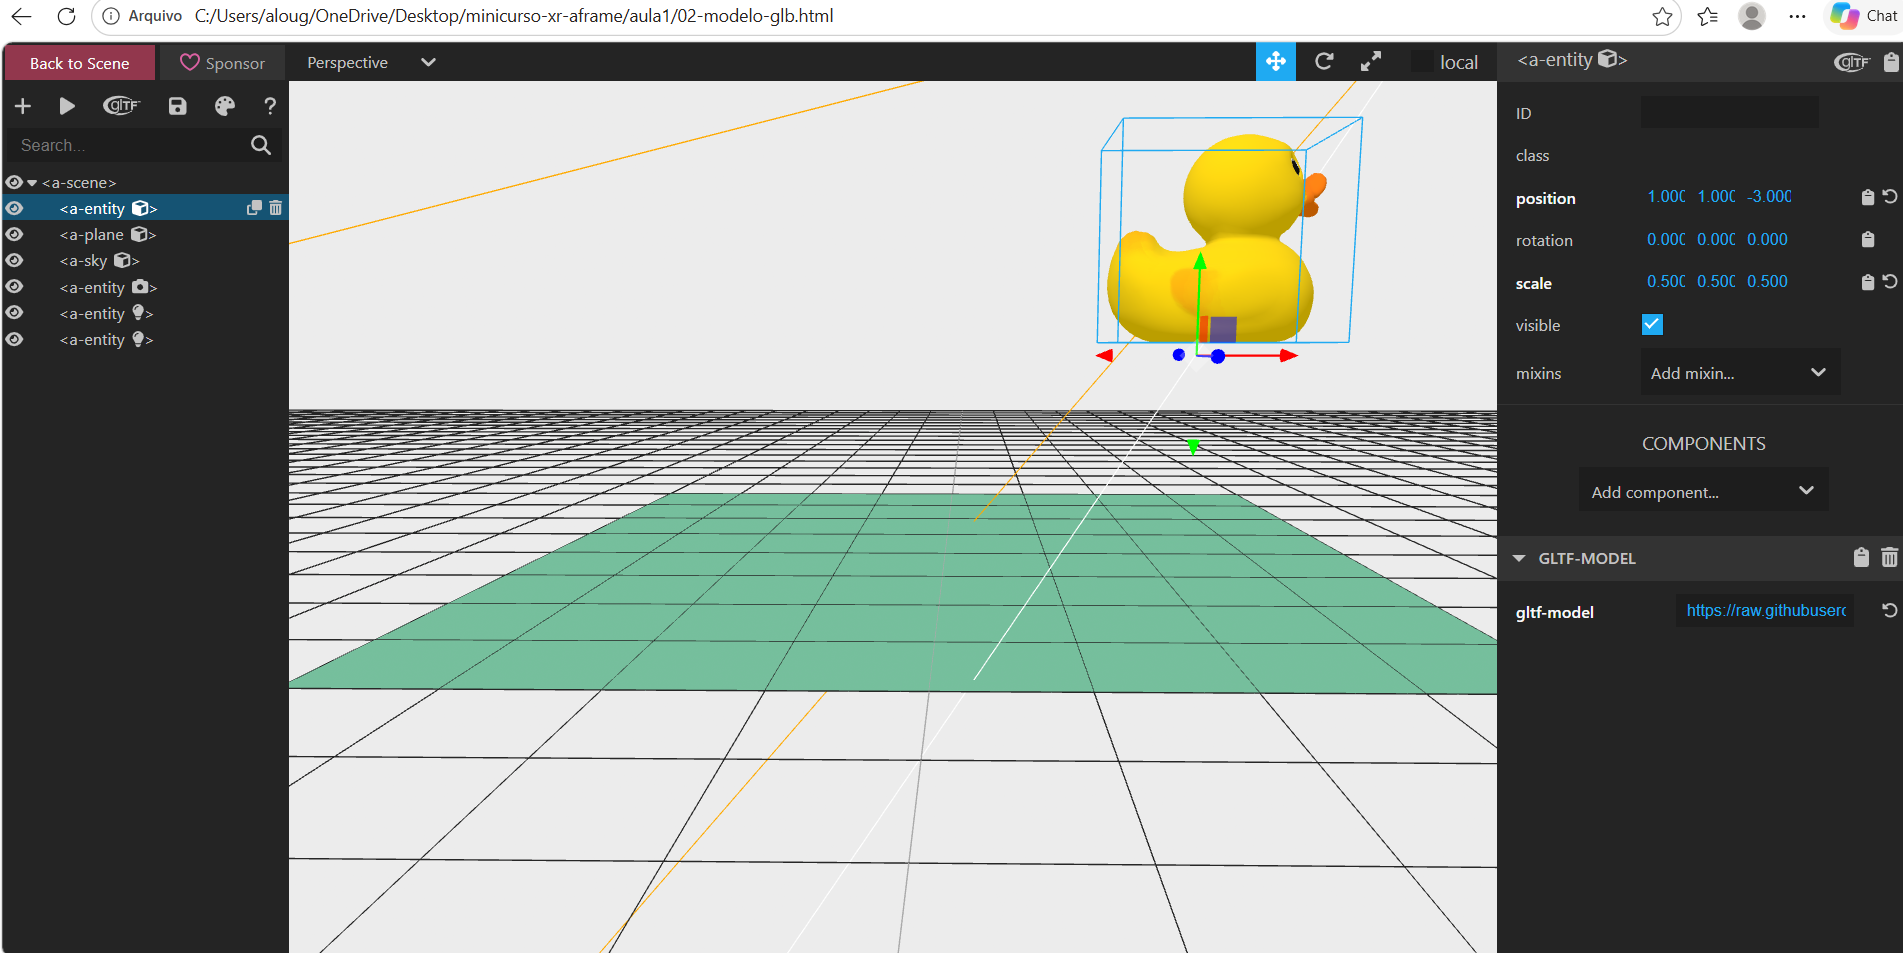 Arquivo C:/Users/aloug/OneDrive/Desktop/minicurso-xr-aframe/aula1/02-modelo-glb.html Chat
Back to Scene Sponsor Perspective local <a-entity >
glTF ? glTF
Search...
<a-scene>
<a-entity >
<a-plane >
<a-sky >
<a-entity >
<a-entity >
<a-entity >
ID
class
position 1.000 1.000 -3.000
rotation 0.000 0.000 0.000
scale 0.500 0.500 0.500
visible
mixins Add mixin...
COMPONENTS
Add component...
GLTF-MODEL
gltf-model https://raw.githubuserc